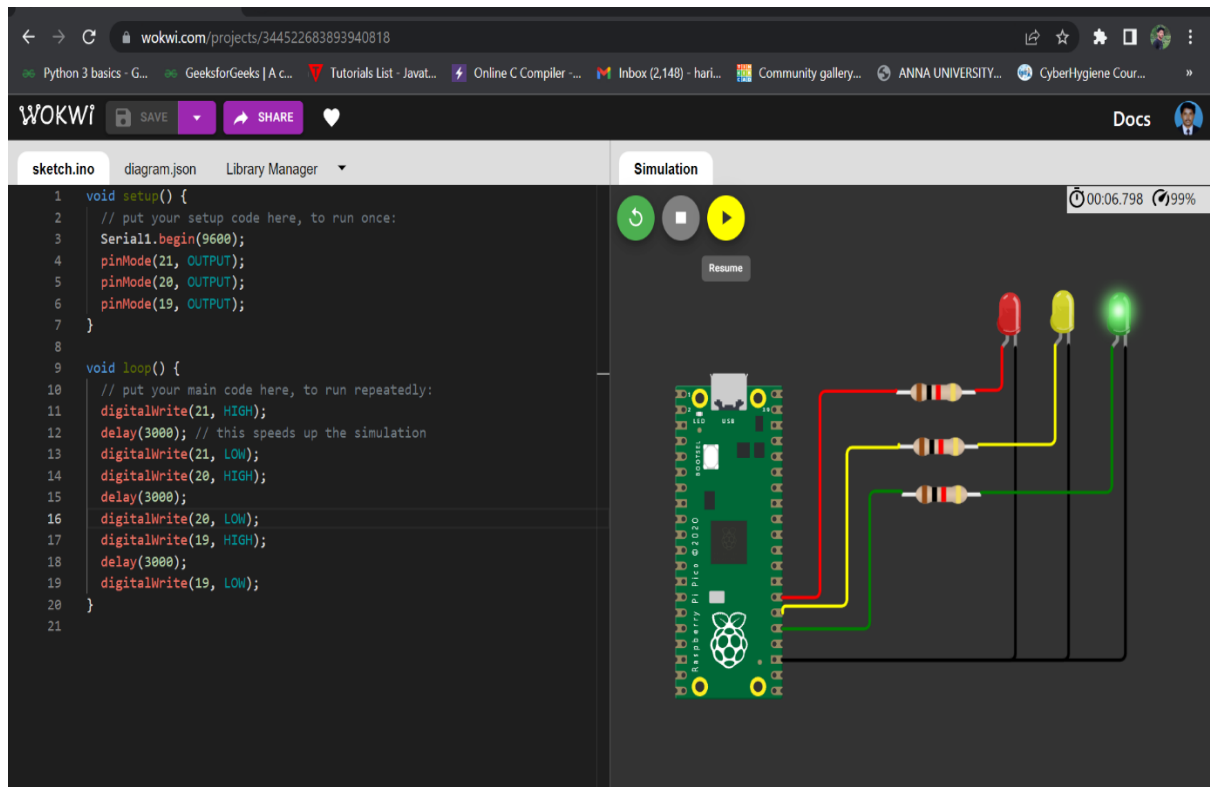 wokwi.com/projects/344522683893940818
Python 3 basics - G... GeeksforGeeks | A c... Tutorials List - Javat... Online C Compiler -... Inbox (2,148) - hari... Community gallery... ANNA UNIVERSITY... CyberHygiene Cour... »
WOKWi SAVE SHARE Docs
sketch.ino diagram.json Library Manager
1 void setup() {
2 // put your setup code here, to run once:
3 Serial1.begin(9600);
4 pinMode(21, OUTPUT);
5 pinMode(20, OUTPUT);
6 pinMode(19, OUTPUT);
7 }
8
9 void loop() {
10 // put your main code here, to run repeatedly:
11 digitalWrite(21, HIGH);
12 delay(3000); // this speeds up the simulation
13 digitalWrite(21, LOW);
14 digitalWrite(20, HIGH);
15 delay(3000);
16 digitalWrite(20, LOW);
17 digitalWrite(19, HIGH);
18 delay(3000);
19 digitalWrite(19, LOW);
20 }
21
Simulation
00:06.798 99%
Resume
1
2
LED USB
BOOTSEL
Raspberry Pi Pico ©2020